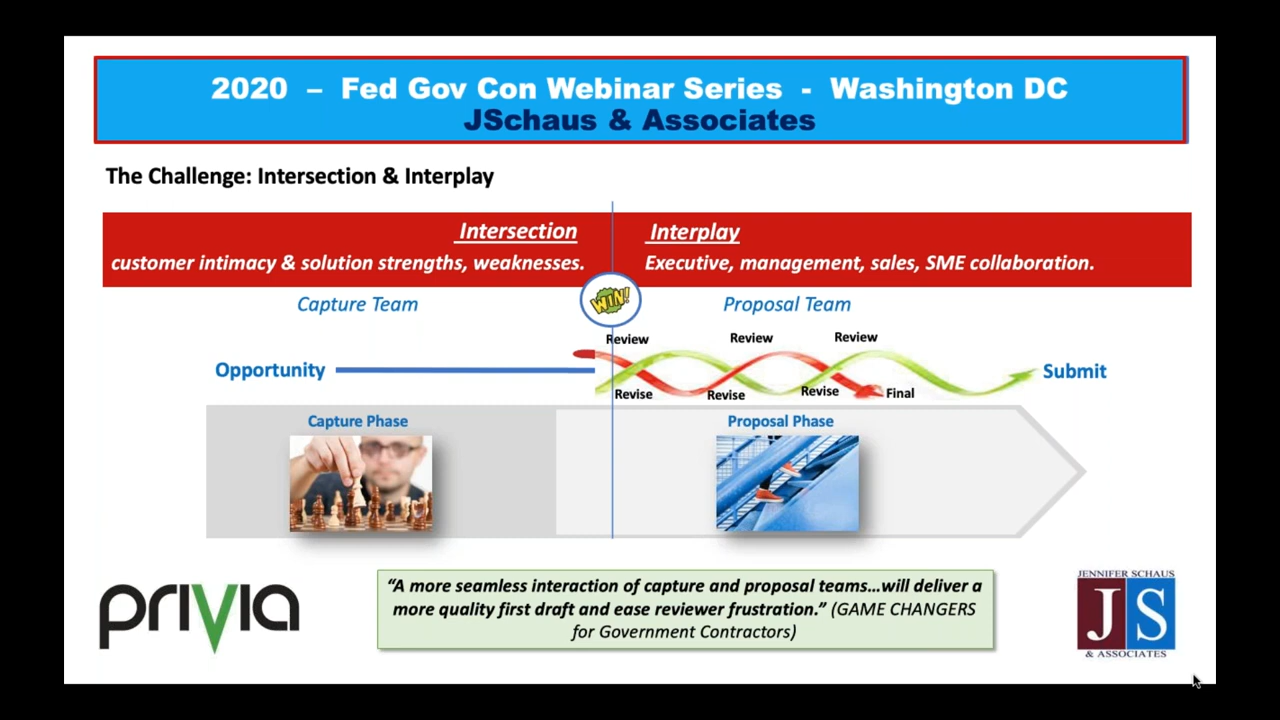 2020 – Fed Gov Con Webinar Series - Washington DC
JSchaus & Associates
The Challenge: Intersection & Interplay
Intersection
customer intimacy & solution strengths, weaknesses.
Interplay
Executive, management, sales, SME collaboration.
WIN!
Capture Team
Proposal Team
Review
Review
Review
Opportunity
Submit
Revise
Revise
Revise
Final
Capture Phase
Proposal Phase
privia
“A more seamless interaction of capture and proposal teams…will deliver a
more quality first draft and ease reviewer frustration.” (GAME CHANGERS
for Government Contractors)
JENNIFER SCHAUS
J S
& ASSOCIATES